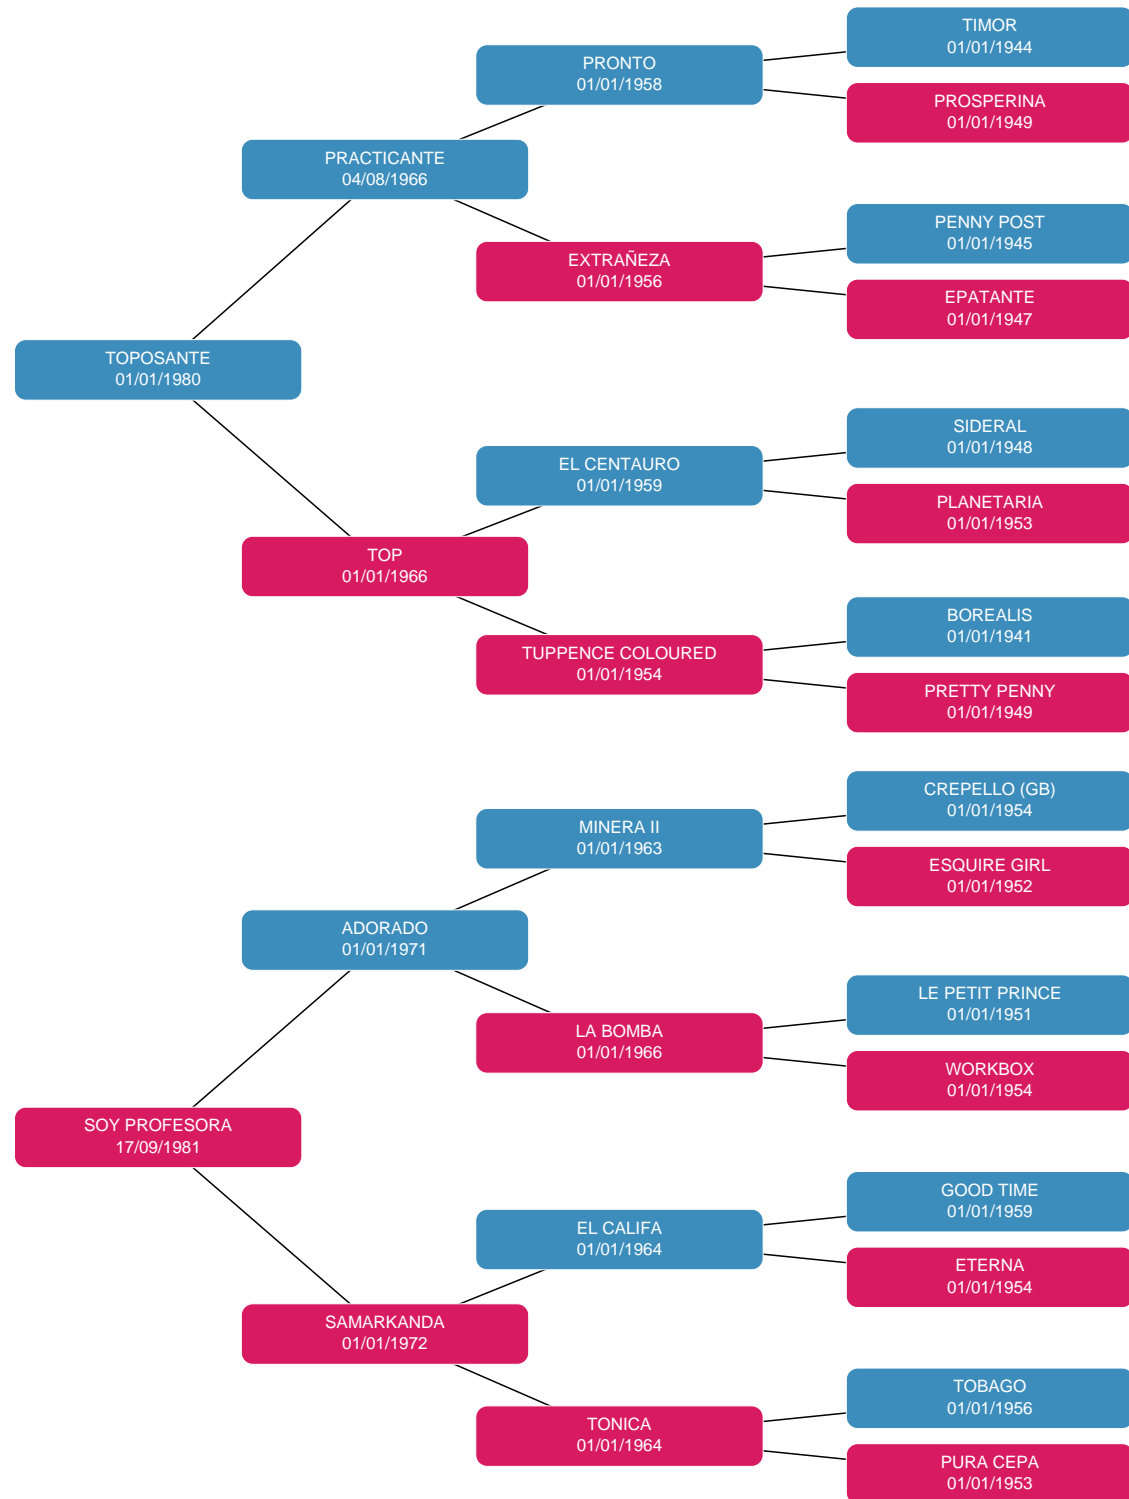 TIMOR
01/01/1944
PRONTO
01/01/1958
PROSPERINA
01/01/1949
PRACTICANTE
04/08/1966
PENNY POST
01/01/1945
EXTRAÑEZA
01/01/1956
EPATANTE
01/01/1947
TOPOSANTE
01/01/1980
SIDERAL
01/01/1948
EL CENTAURO
01/01/1959
PLANETARIA
01/01/1953
TOP
01/01/1966
BOREALIS
01/01/1941
TUPPENCE COLOURED
01/01/1954
PRETTY PENNY
01/01/1949
CREPELLO (GB)
01/01/1954
MINERA II
01/01/1963
ESQUIRE GIRL
01/01/1952
ADORADO
01/01/1971
LE PETIT PRINCE
01/01/1951
LA BOMBA
01/01/1966
WORKBOX
01/01/1954
SOY PROFESORA
17/09/1981
GOOD TIME
01/01/1959
EL CALIFA
01/01/1964
ETERNA
01/01/1954
SAMARKANDA
01/01/1972
TOBAGO
01/01/1956
TONICA
01/01/1964
PURA CEPA
01/01/1953